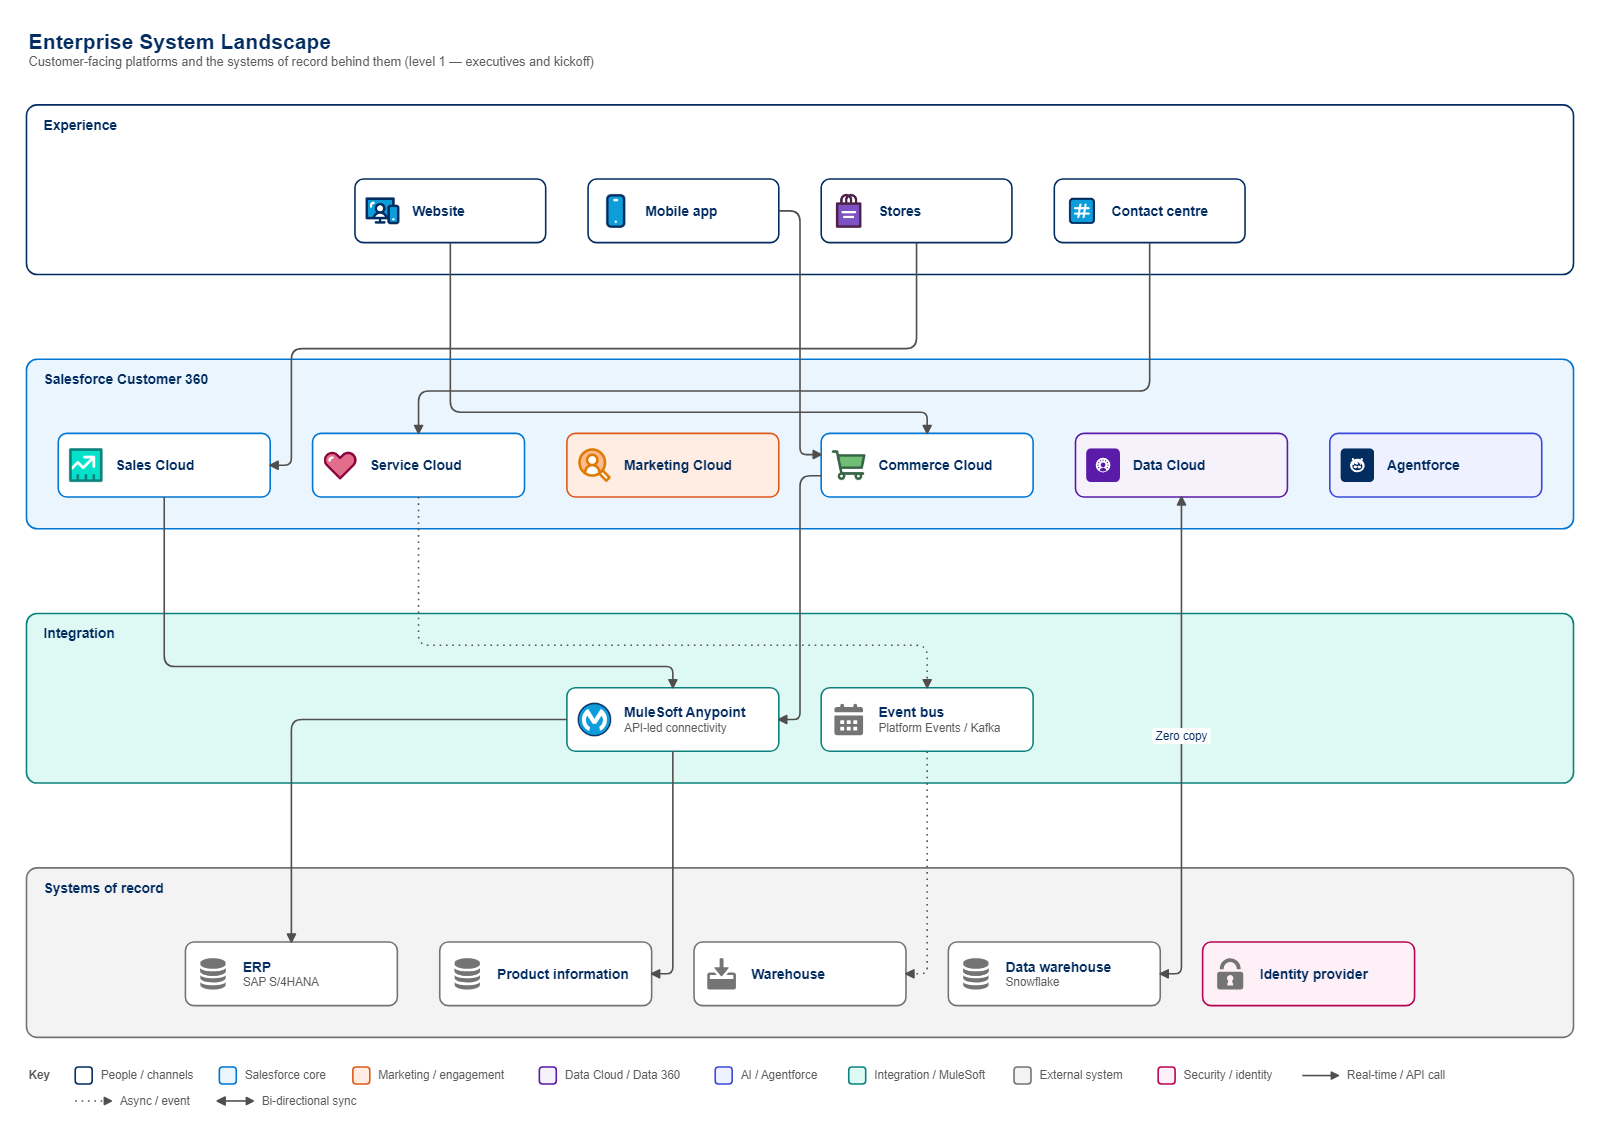 Enterprise System Landscape
Customer-facing platforms and the systems of record behind them (level 1 — executives and kickoff)
Experience
Website
Mobile app
Stores
Contact centre
Salesforce Customer 360
Sales Cloud
Service Cloud
Marketing Cloud
Commerce Cloud
Data Cloud
Agentforce
Integration
MuleSoft Anypoint
API-led connectivity
Event bus
Platform Events / Kafka
Zero copy
Systems of record
ERP
SAP S/4HANA
Product information
Warehouse
Data warehouse
Snowflake
Identity provider
Key
People / channels
Salesforce core
Marketing / engagement
Data Cloud / Data 360
AI / Agentforce
Integration / MuleSoft
External system
Security / identity
Real-time / API call
Async / event
Bi-directional sync